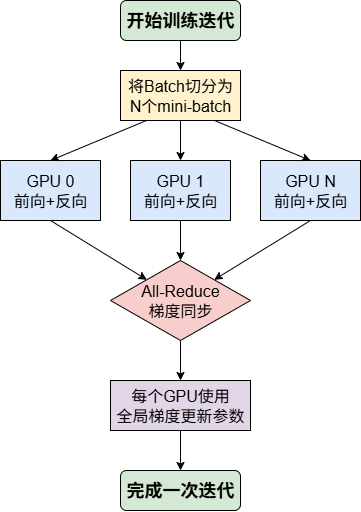 开始训练迭代
将Batch切分为
N个mini-batch
GPU 0
前向+反向
GPU 1
前向+反向
GPU N
前向+反向
All-Reduce
梯度同步
每个GPU使用
全局梯度更新参数
完成一次迭代